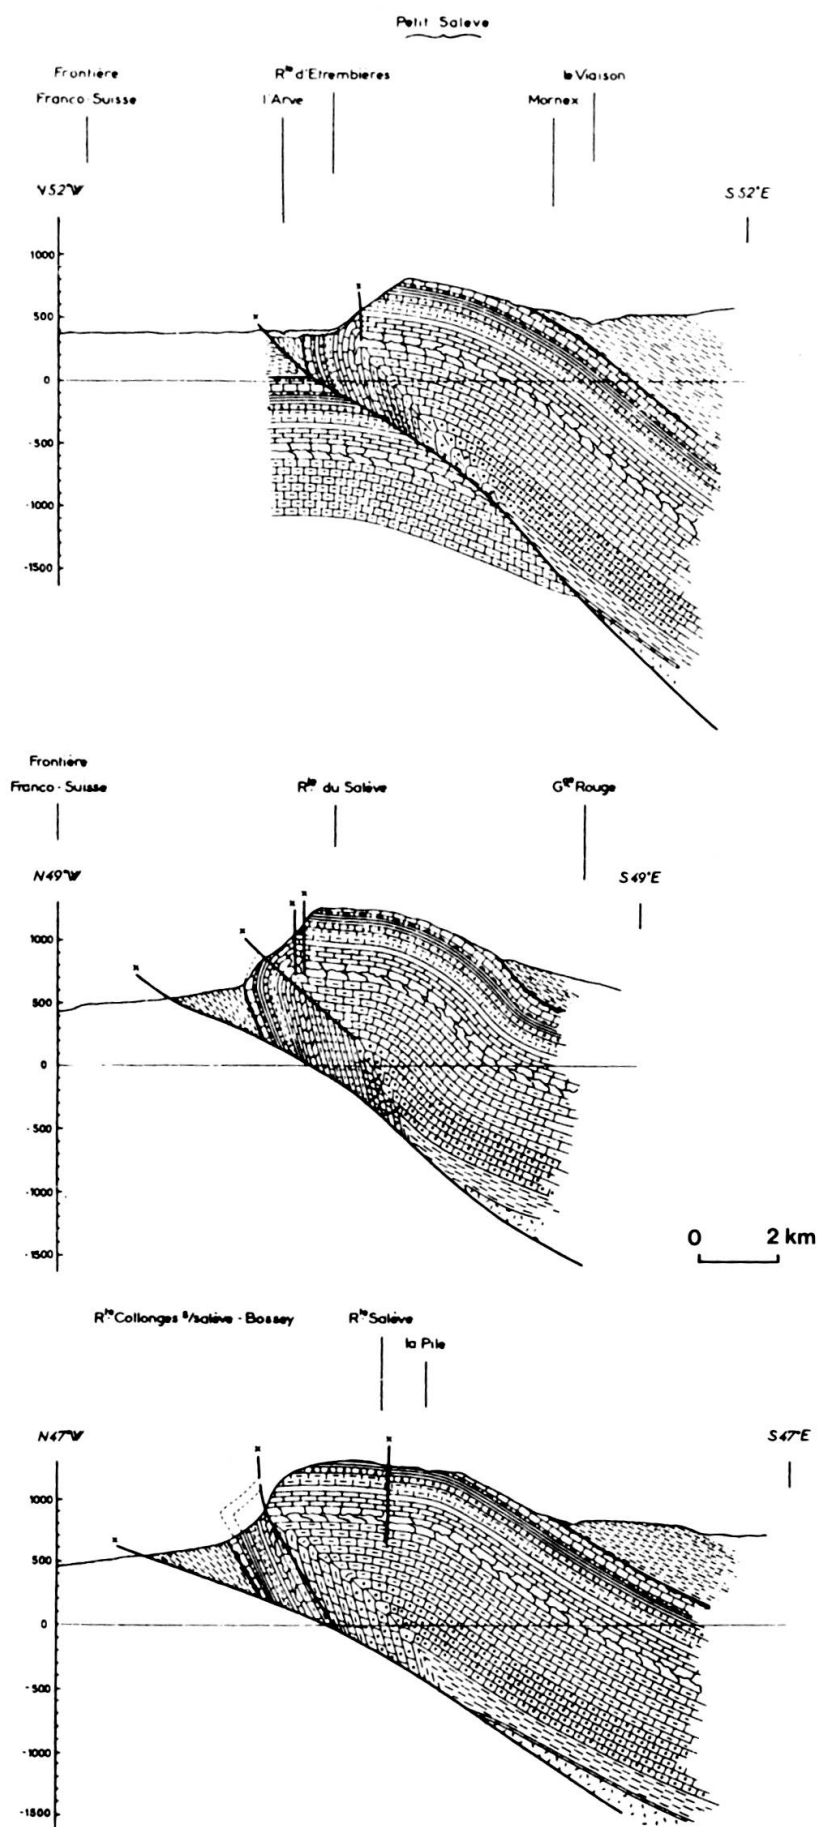 Petit Salève
Frontière
Franco-Suisse
Rte d'Etrembières
l'Arve
le Viaison
Mornex
N52°W
S52°E
1000
500
0
-500
-1000
-1500
Frontière
Franco-Suisse
Rte du Salève
Gge Rouge
N49°W
S49°E
1000
500
0
-500
-1000
-1500
0 2 km
Rte Collonges s/salève - Bossey
Rte Salève
la Pile
N47°W
S47°E
1000
500
0
-500
-1000
-1500